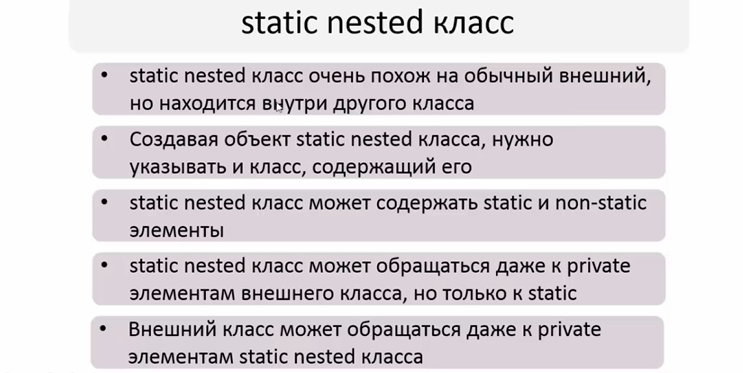 static nested класс
• static nested класс очень похож на обычный внешний,
но находится внутри другого класса
• Создавая объект static nested класса, нужно
указывать и класс, содержащий его
• static nested класс может содержать static и non-static
элементы
• static nested класс может обращаться даже к private
элементам внешнего класса, но только к static
• Внешний класс может обращаться даже к private
элементам static nested класса